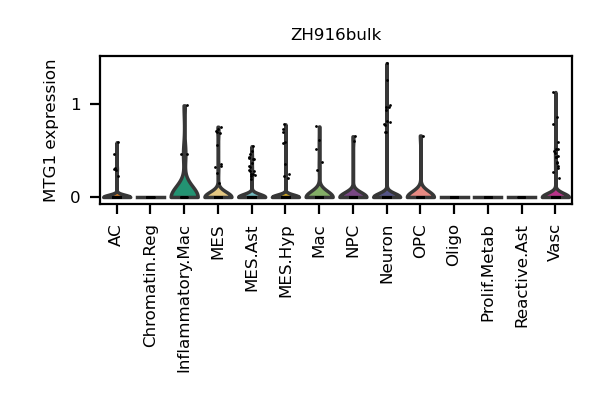 ZH916bulk
MTG1 expression
1
0
AC
Chromatin.Reg
Inflammatory.Mac
MES
MES.Ast
MES.Hyp
Mac
NPC
Neuron
OPC
Oligo
Prolif.Metab
Reactive.Ast
Vasc